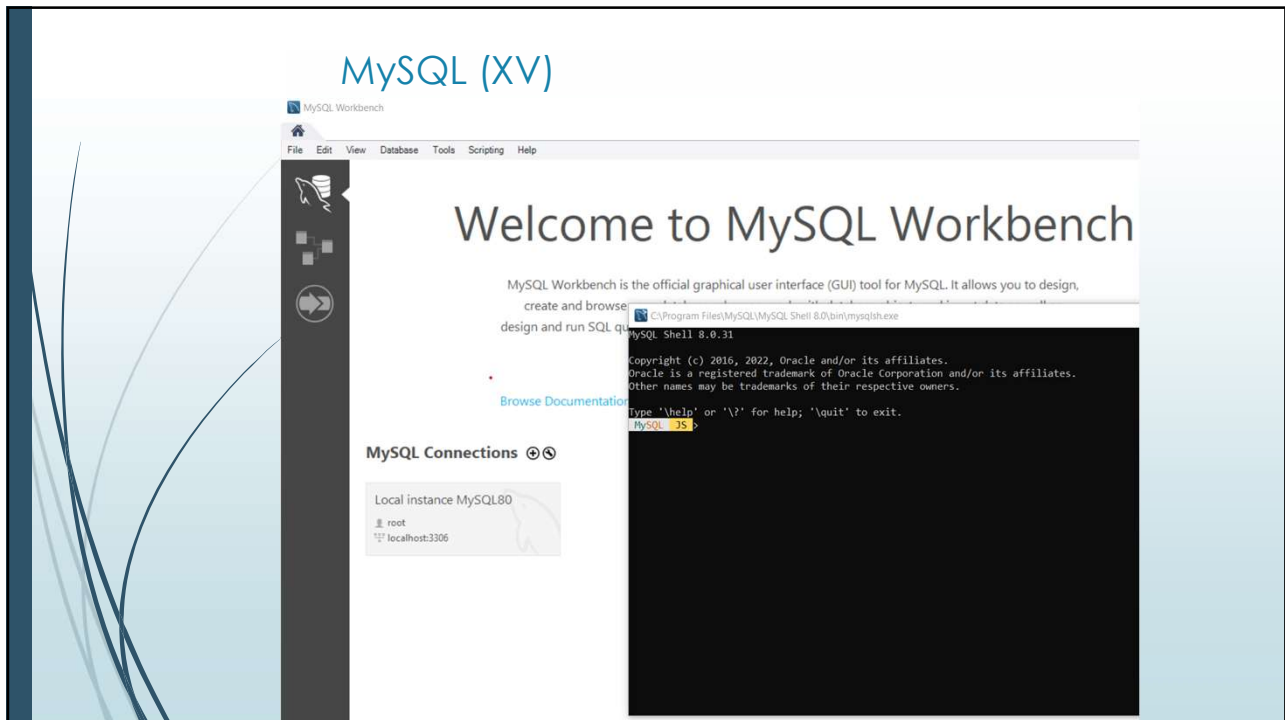 MySQL (XV)
MySQL Workbench
File Edit View Database Tools Scripting Help
Welcome to MySQL Workbench
MySQL Workbench is the official graphical user interface (GUI) tool for MySQL. It allows you to design,
create and browse
design and run SQL qu
Browse Documentation
MySQL Connections
Local instance MySQL80
root
localhost:3306
C:\Program Files\MySQL\MySQL Shell 8.0\bin\mysqlsh.exe
MySQL Shell 8.0.31
Copyright (c) 2016, 2022, Oracle and/or its affiliates.
Oracle is a registered trademark of Oracle Corporation and/or its affiliates.
Other names may be trademarks of their respective owners.
Type '\help' or '\?' for help; '\quit' to exit.
MySQL JS >